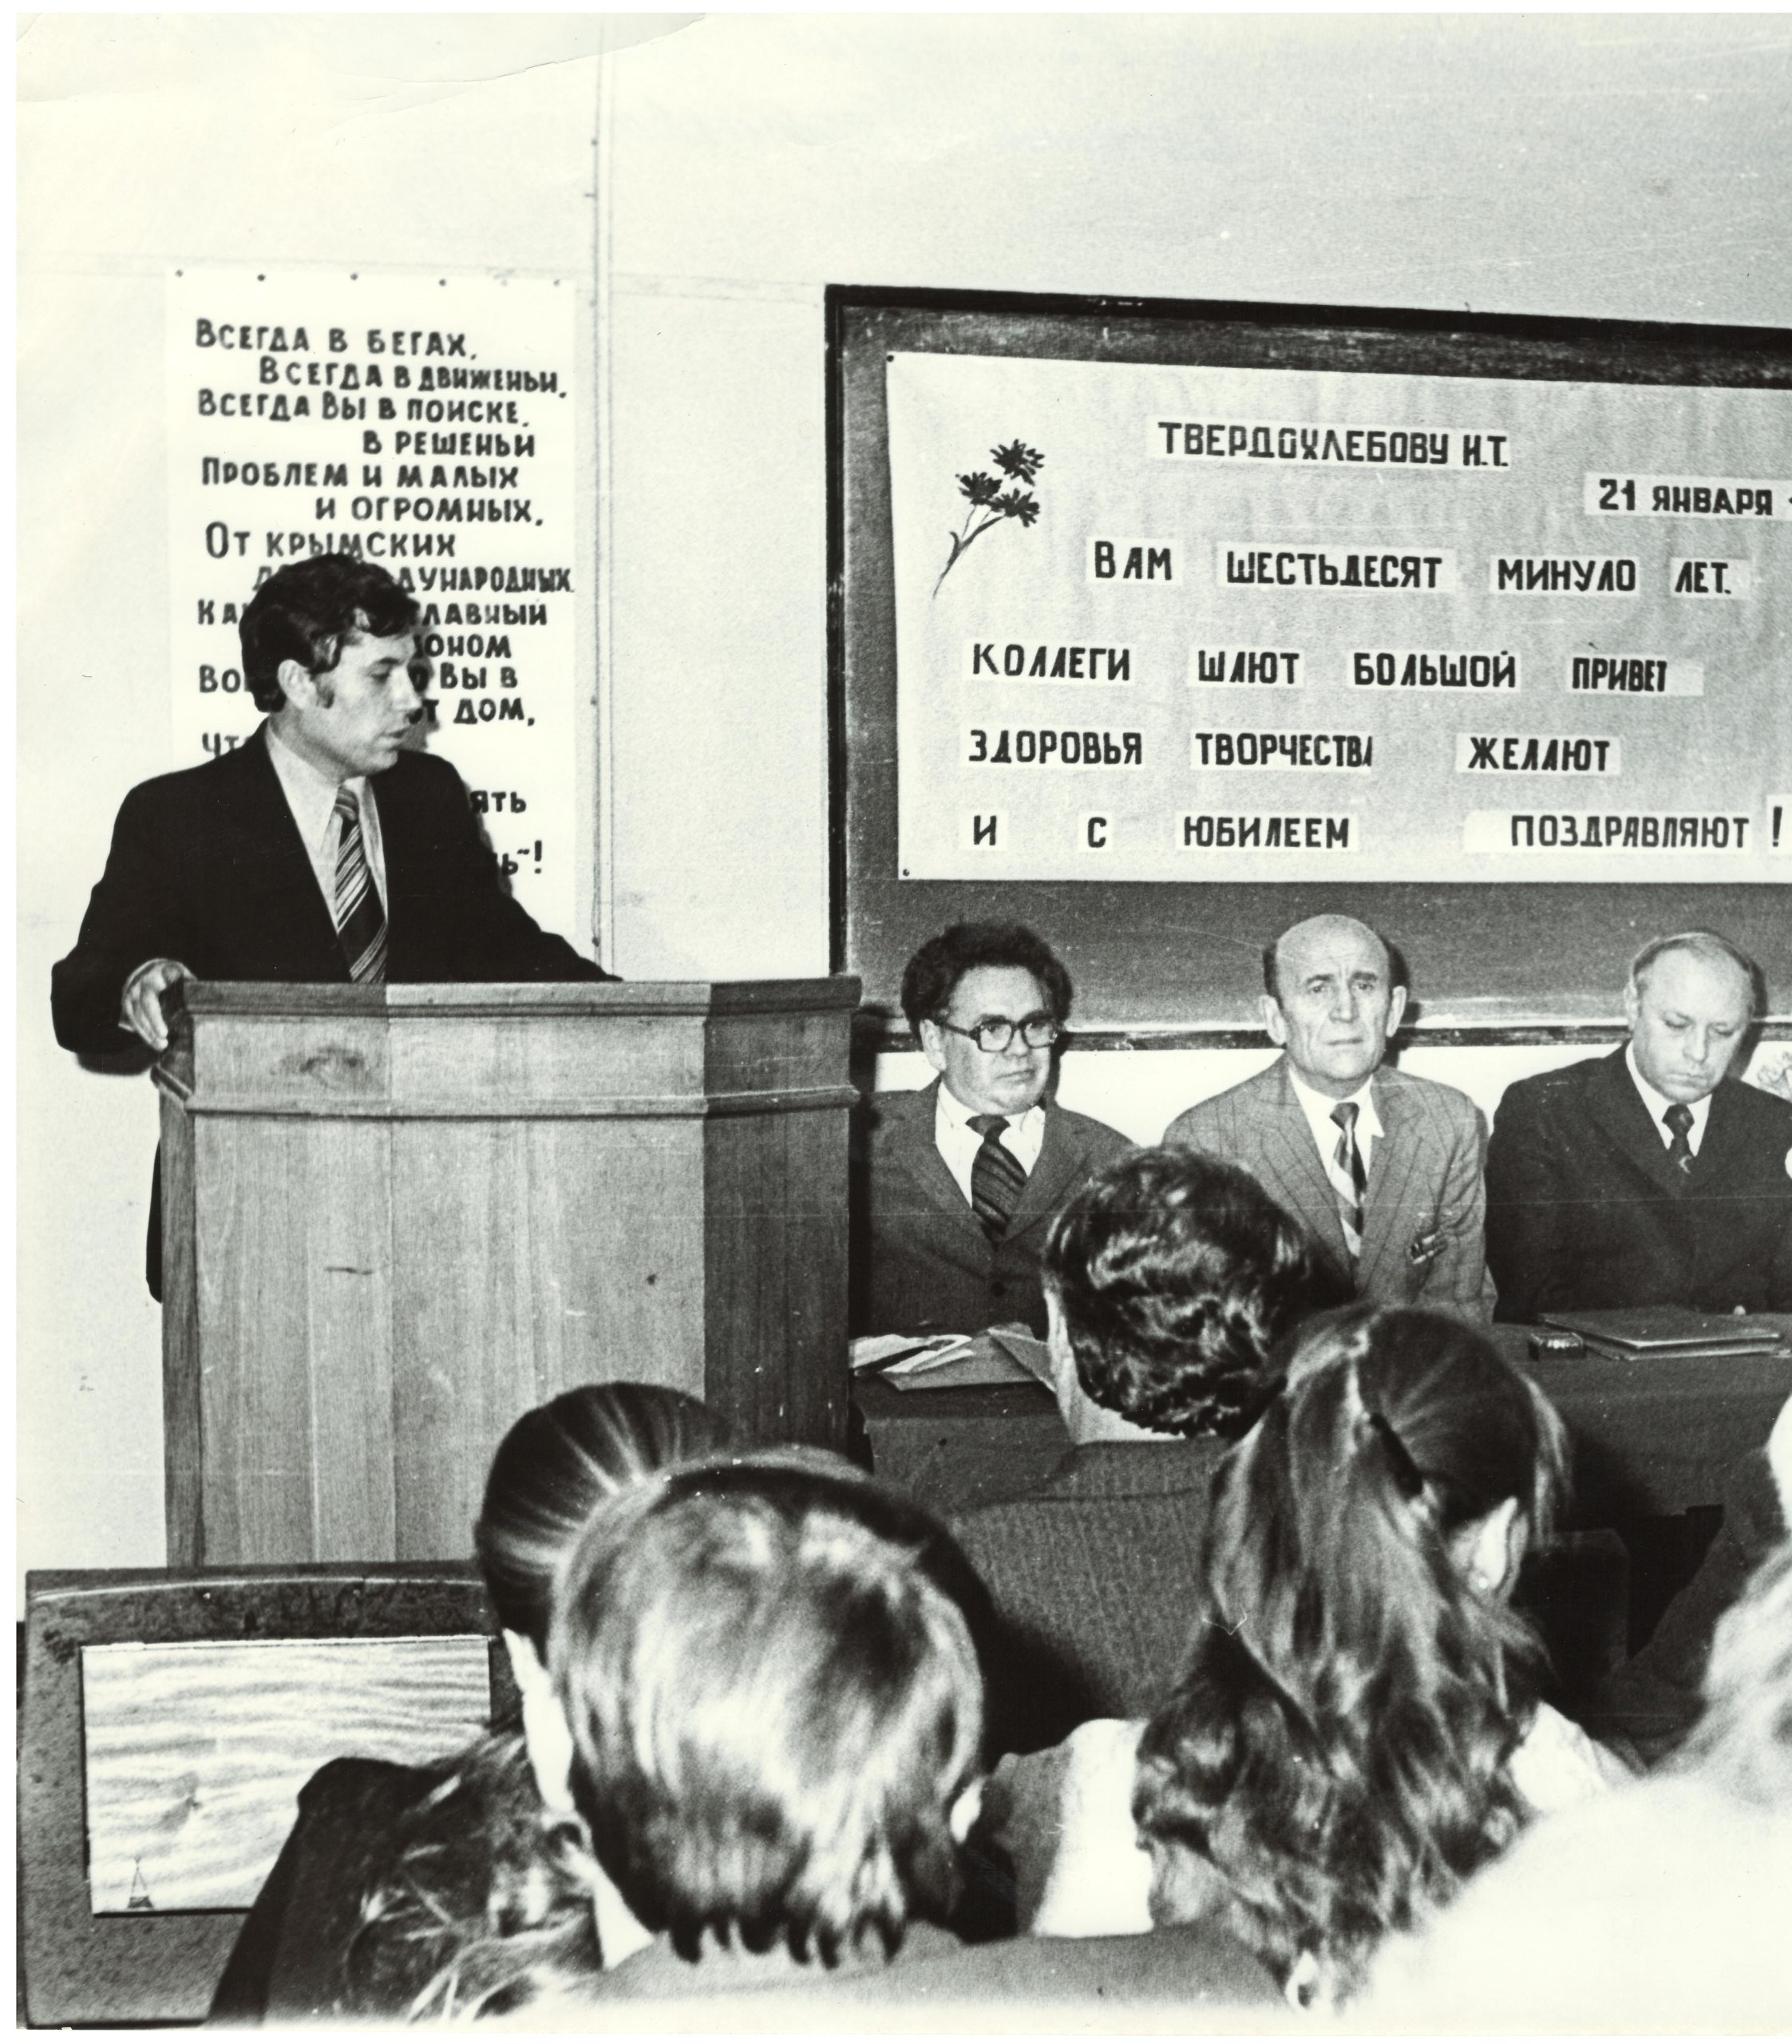 Всегда в бегах,
Всегда в движеньи,
Всегда Вы в поиске,
в решеньи
Проблем и малых
и огромных,
От крымских
дународных
лавный
оном
Вы в
дом,
что
ять
ь"!
ТВЕРДОХЛЕБОВУ И.Т.
21 ЯНВАРЯ
ВАМ ШЕСТЬДЕСЯТ МИНУЛО ЛЕТ.
КОЛЛЕГИ ШЛЮТ БОЛЬШОЙ ПРИВЕТ
ЗДОРОВЬЯ ТВОРЧЕСТВА ЖЕЛАЮТ
И С ЮБИЛЕЕМ ПОЗДРАВЛЯЮТ !